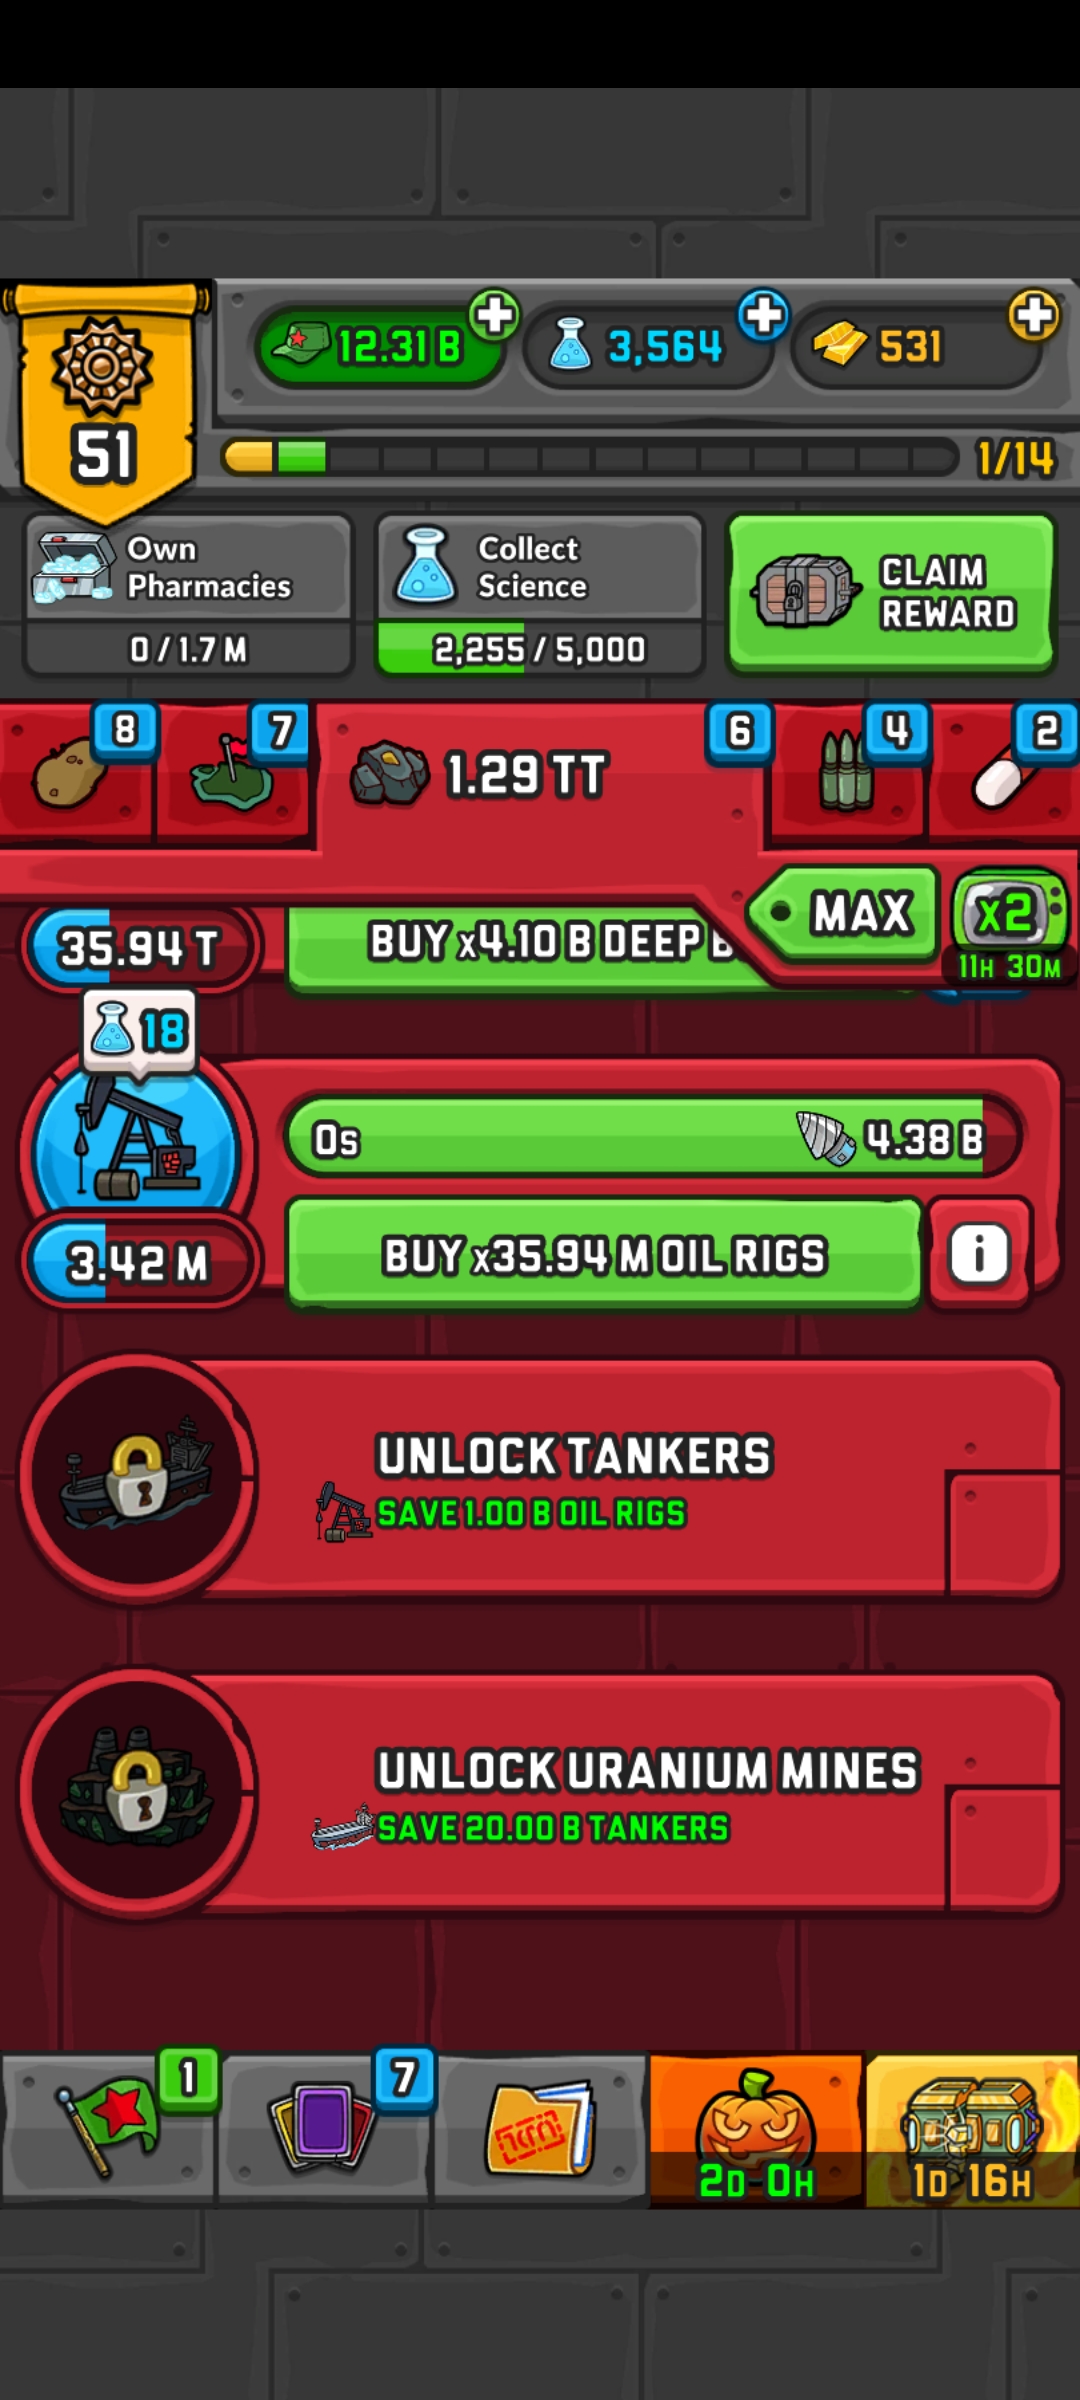 12.31 B
3,564
531
51
1/14
Own
Pharmacies
0 / 1.7 M
Collect
Science
2,255 / 5,000
CLAIM
REWARD
8
7
1.29 TT
6
4
2
MAX
x2
11H 30M
35.94 T
BUY x4.10 B DEEP B
18
0s
4.38 B
3.42 M
BUY x35.94 M OIL RIGS
i
UNLOCK TANKERS
SAVE 1.00 B OIL RIGS
UNLOCK URANIUM MINES
SAVE 20.00 B TANKERS
1
7
2D 0H
1D 16H